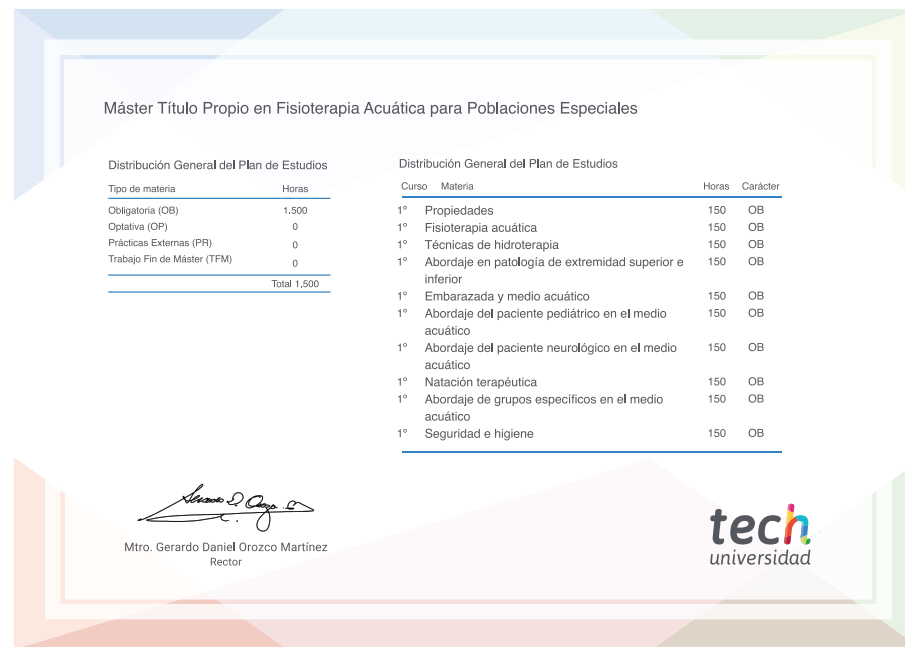 Máster Título Propio en Fisioterapia Acuática para Poblaciones Especiales
Distribución General del Plan de Estudios
Tipo de materia Horas
Obligatoria (OB) 1.500
Optativa (OP) 0
Prácticas Externas (PR) 0
Trabajo Fin de Máster (TFM) 0
Total 1,500
Distribución General del Plan de Estudios
Curso Materia Horas Carácter
1º Propiedades 150 OB
1º Fisioterapia acuática 150 OB
1º Técnicas de hidroterapia 150 OB
1º Abordaje en patología de extremidad superior e 150 OB
inferior
1º Embarazada y medio acuático 150 OB
1º Abordaje del paciente pediátrico en el medio 150 OB
acuático
1º Abordaje del paciente neurológico en el medio 150 OB
acuático
1º Natación terapéutica 150 OB
1º Abordaje de grupos específicos en el medio 150 OB
acuático
1º Seguridad e higiene 150 OB
Mtro. Gerardo Daniel Orozco Martínez
Rector
tech
universidad